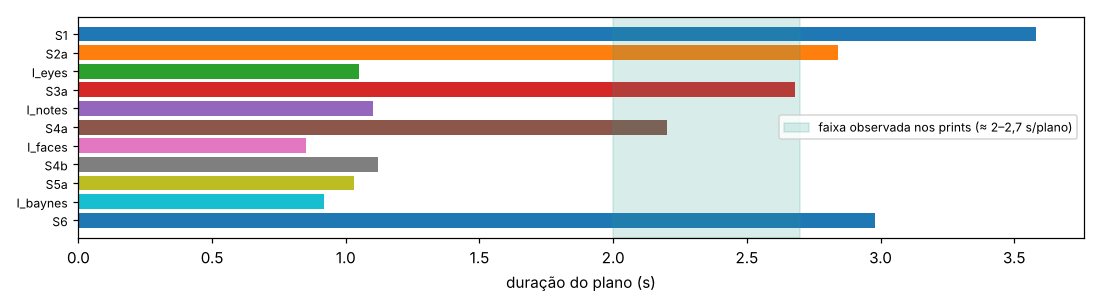 S1
S2a
I_eyes
S3a
I_notes
S4a
I_faces
S4b
S5a
I_baynes
S6
faixa observada nos prints (≈ 2–2,7 s/plano)
0.0 0.5 1.0 1.5 2.0 2.5 3.0 3.5
duração do plano (s)